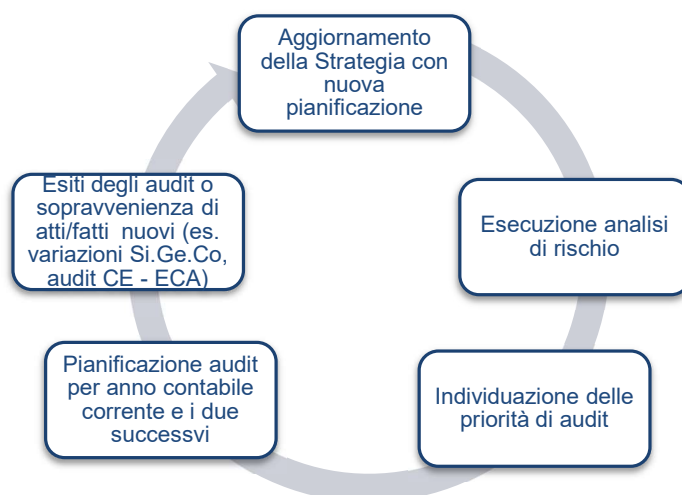 Aggiornamento
della Strategia con
nuova
pianificazione
Esecuzione analisi
di rischio
Individuazione delle
priorità di audit
Pianificazione audit
per anno contabile
corrente e i due
successvi
Esiti degli audit o
sopravvenienza di
atti/fatti nuovi (es.
variazioni Si.Ge.Co,
audit CE - ECA)